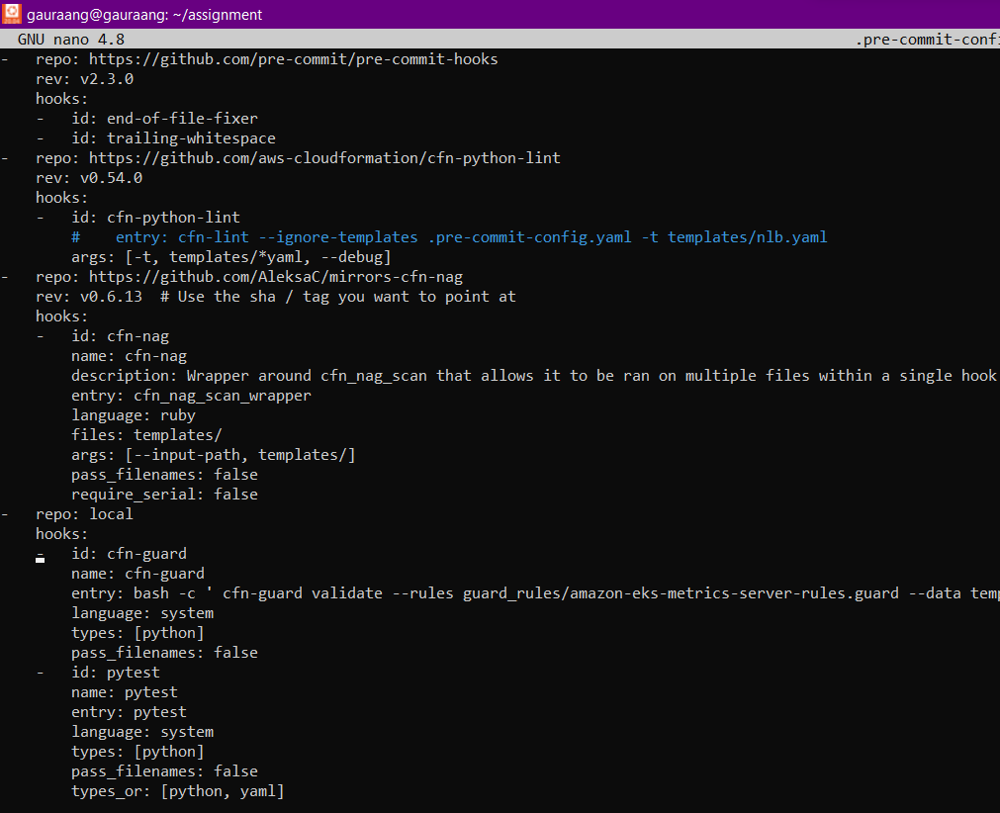 gauraang@gauraang: ~/assignment
GNU nano 4.8 .pre-commit-conf
- repo: https://github.com/pre-commit/pre-commit-hooks
rev: v2.3.0
hooks:
- id: end-of-file-fixer
- id: trailing-whitespace
- repo: https://github.com/aws-cloudformation/cfn-python-lint
rev: v0.54.0
hooks:
- id: cfn-python-lint
# entry: cfn-lint --ignore-templates .pre-commit-config.yaml -t templates/nlb.yaml
args: [-t, templates/*yaml, --debug]
- repo: https://github.com/AleksaC/mirrors-cfn-nag
rev: v0.6.13 # Use the sha / tag you want to point at
hooks:
- id: cfn-nag
name: cfn-nag
description: Wrapper around cfn_nag_scan that allows it to be ran on multiple files within a single hook
entry: cfn_nag_scan_wrapper
language: ruby
files: templates/
args: [--input-path, templates/]
pass_filenames: false
require_serial: false
- repo: local
hooks:
- id: cfn-guard
name: cfn-guard
entry: bash -c ' cfn-guard validate --rules guard_rules/amazon-eks-metrics-server-rules.guard --data tem
language: system
types: [python]
pass_filenames: false
- id: pytest
name: pytest
entry: pytest
language: system
types: [python]
pass_filenames: false
types_or: [python, yaml]